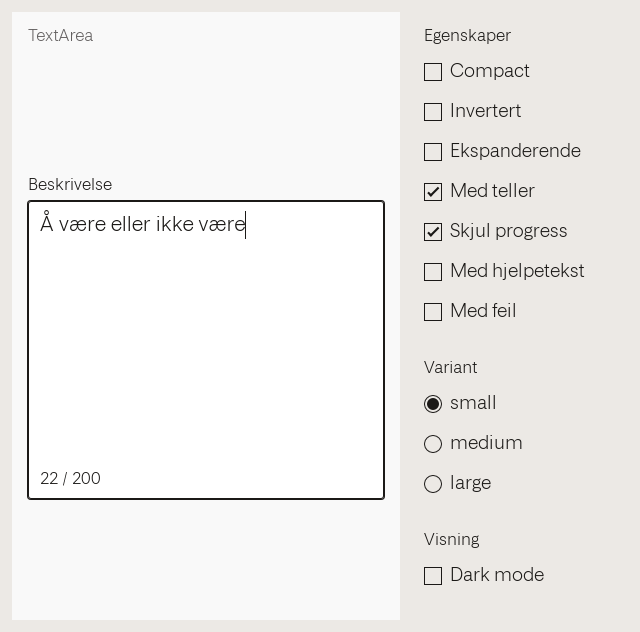 TextArea
Beskrivelse
Å være eller ikke være
22 / 200
Egenskaper
Compact
Invertert
Ekspanderende
Med teller
Skjul progress
Med hjelpetekst
Med feil
Variant
small
medium
large
Visning
Dark mode